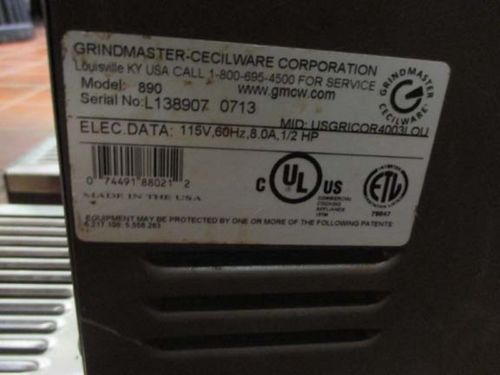 GRINDMASTER-CECILWARE CORPORATION
Louisville KY USA CALL 1-800-695-4500 FOR SERVICE
Model: 890 www.gmcw.com
Serial No: L138907 0713
GRINDMASTER CECILWARE
MID: USGRICOR4003LOU
ELEC. DATA: 115V, 60Hz, 8.0A, 1/2 HP
0 74491 88021 2
MADE IN THE USA
C UL US
COMMERCIAL
COOKING
APPLIANCE
ETL
EQUIPMENT MAY BE PROTECTED BY ONE OR MORE OF THE FOLLOWING PATENTS: